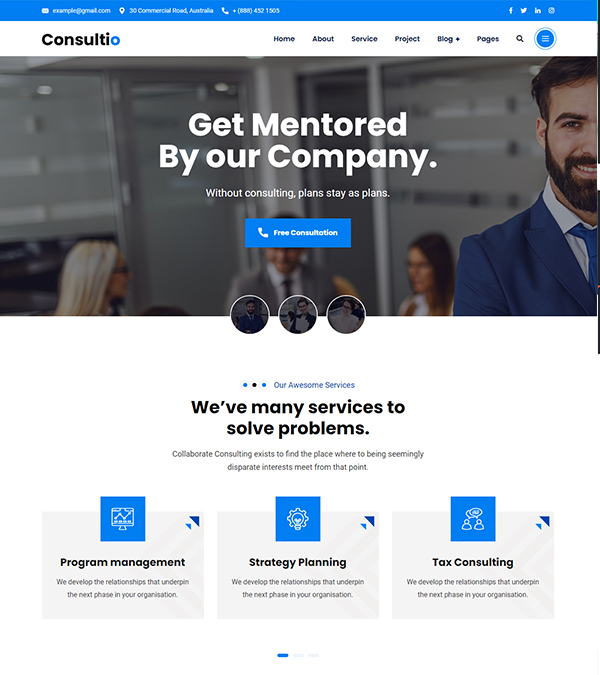 example@gmail.com 30 Commercial Road, Australia + (888) 452 1505
Consultio
Home About Service Project Blog + Pages
Get Mentored
By our Company.
Without consulting, plans stay as plans.
Free Consultation
Our Awesome Services
We've many services to
solve problems.
Collaborate Consulting exists to find the place where to being seemingly
disparate interests meet from that point.
Program management
We develop the relationships that underpin
the next phase in your organisation.
Strategy Planning
We develop the relationships that underpin
the next phase in your organisation.
Tax Consulting
We develop the relationships that underpin
the next phase in your organisation.